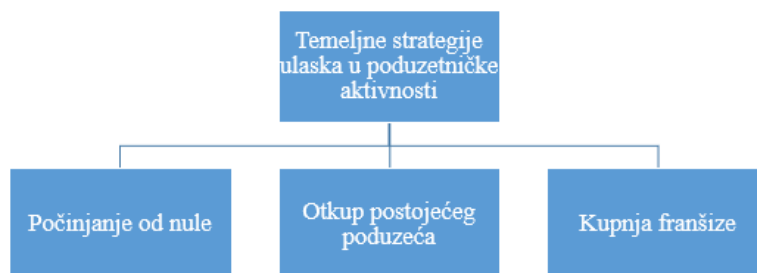 Temeljne strategije
ulaska u poduzetničke
aktivnosti
Počinjanje od nule
Otkup postojećeg
poduzeća
Kupnja franšize